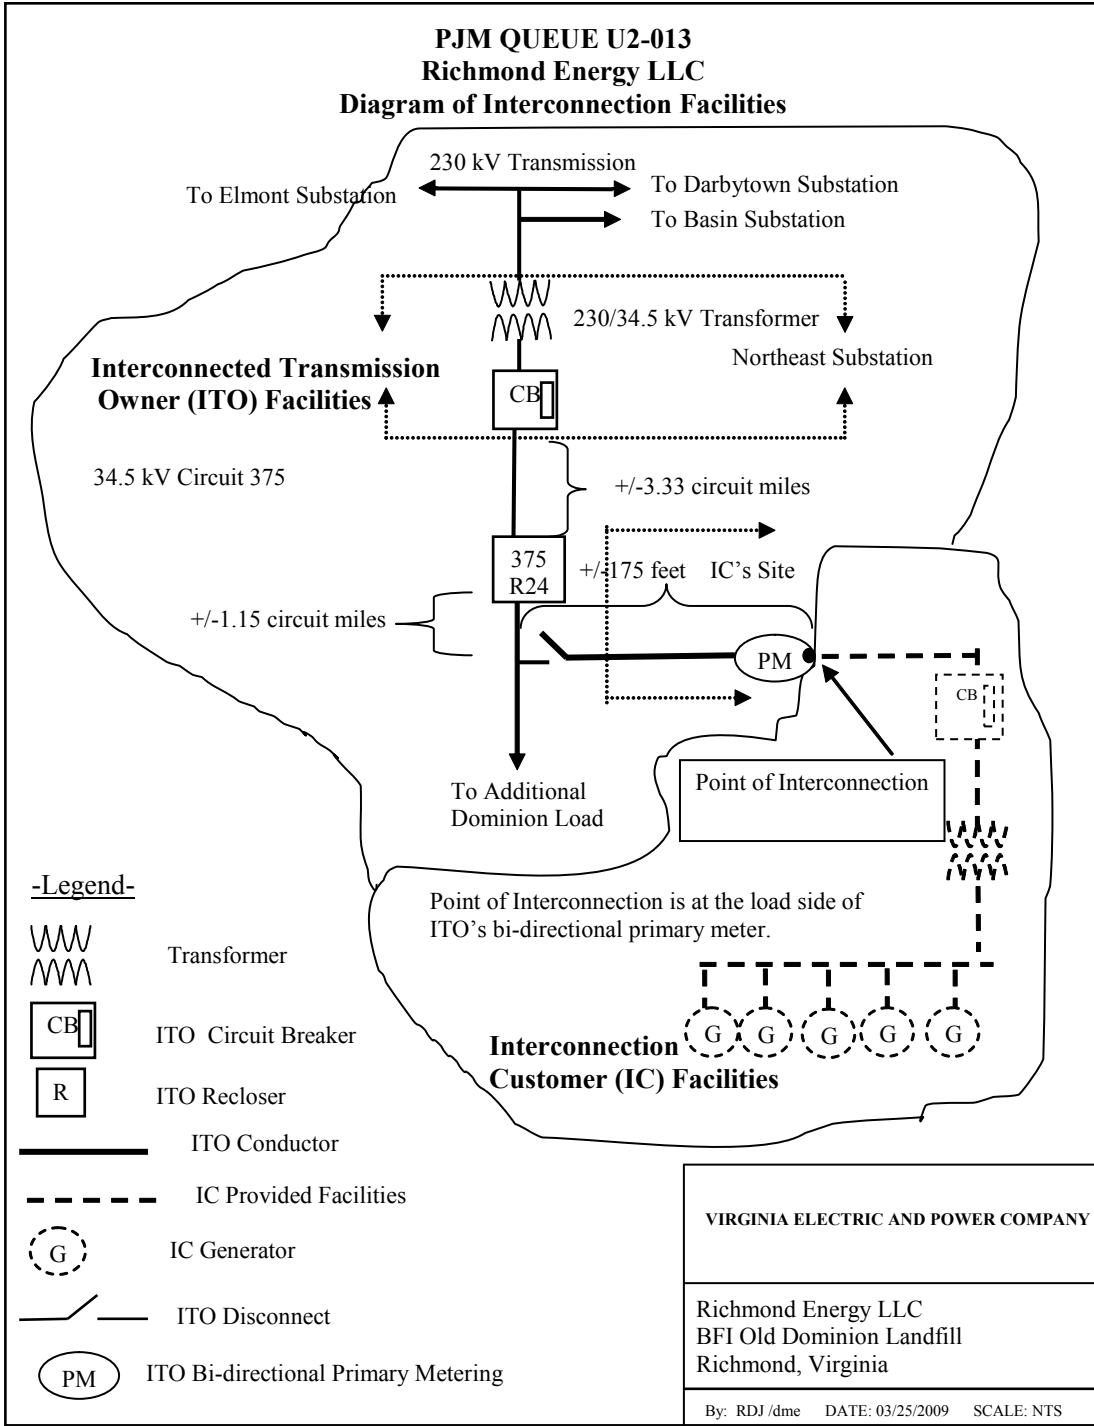 PJM QUEUE U2-013
Richmond Energy LLC
Diagram of Interconnection Facilities
230 kV Transmission
To Elmont Substation
To Darbytown Substation
To Basin Substation
230/34.5 kV Transformer
Northeast Substation
Interconnected Transmission
Owner (ITO) Facilities
CB
34.5 kV Circuit 375
+/-3.33 circuit miles
375
R24
+/-175 feet
IC's Site
+/-1.15 circuit miles
PM
CB
Point of Interconnection
To Additional
Dominion Load
-Legend-
Point of Interconnection is at the load side of
ITO's bi-directional primary meter.
Transformer
CB
ITO Circuit Breaker
G G G G G
Interconnection
Customer (IC) Facilities
R
ITO Recloser
ITO Conductor
IC Provided Facilities
G
IC Generator
ITO Disconnect
PM
ITO Bi-directional Primary Metering
VIRGINIA ELECTRIC AND POWER COMPANY
Richmond Energy LLC
BFI Old Dominion Landfill
Richmond, Virginia
By: RDJ /dme DATE: 03/25/2009 SCALE: NTS